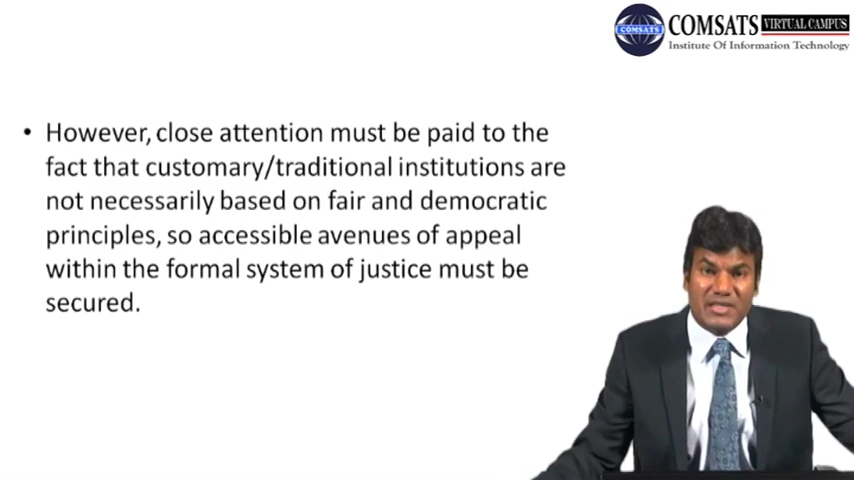 COMSATS
COMSATS VIRTUAL CAMPUS
Institute Of Information Technology
• However, close attention must be paid to the
fact that customary/traditional institutions are
not necessarily based on fair and democratic
principles, so accessible avenues of appeal
within the formal system of justice must be
secured.